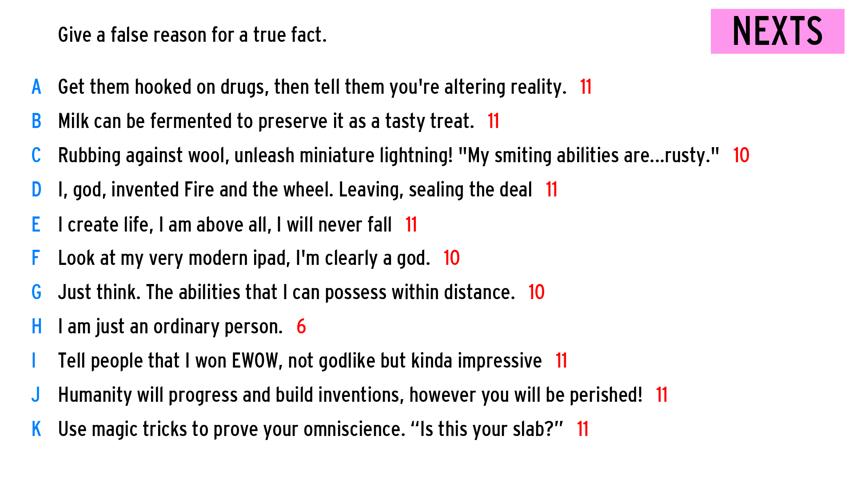 Give a false reason for a true fact.
NEXTS
A Get them hooked on drugs, then tell them you're altering reality. 11
B Milk can be fermented to preserve it as a tasty treat. 11
C Rubbing against wool, unleash miniature lightning! "My smiting abilities are...rusty." 10
D I, god, invented Fire and the wheel. Leaving, sealing the deal 11
E I create life, I am above all, I will never fall 11
F Look at my very modern ipad, I'm clearly a god. 10
G Just think. The abilities that I can possess within distance. 10
H I am just an ordinary person. 6
I Tell people that I won EWOW, not godlike but kinda impressive 11
J Humanity will progress and build inventions, however you will be perished! 11
K Use magic tricks to prove your omniscience. “Is this your slab?” 11